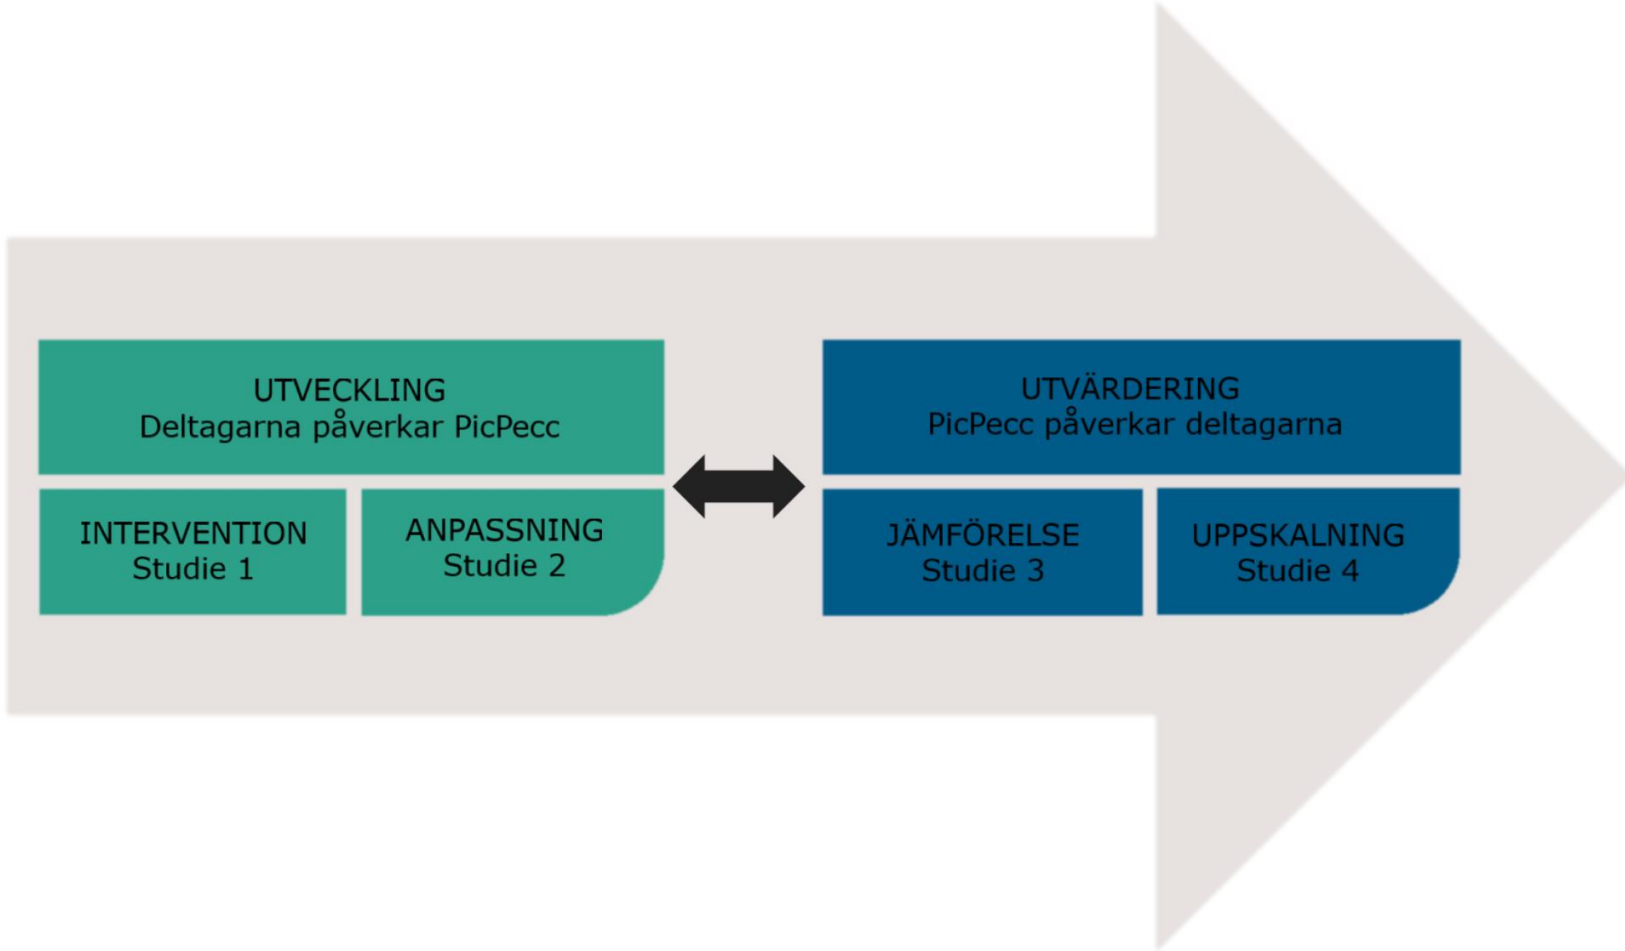 UTVECKLING
Deltagarna påverkar PicPecc
INTERVENTION
Studie 1
ANPASSNING
Studie 2
UTVÄRDERING
PicPecc påverkar deltagarna
JÄMFÖRELSE
Studie 3
UPPSKALNING
Studie 4